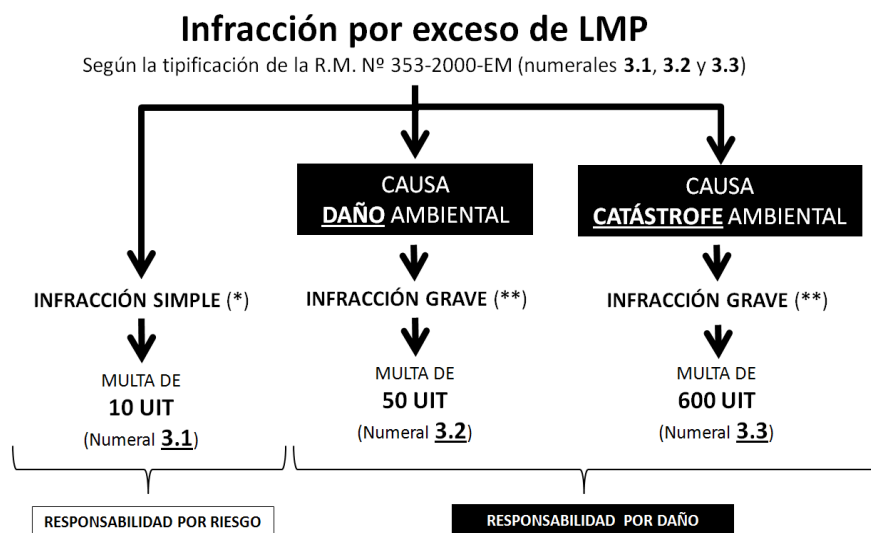 Infracción por exceso de LMP
Según la tipificación de la R.M. Nº 353-2000-EM (numerales 3.1, 3.2 y 3.3)
CAUSA
DAÑO AMBIENTAL
CAUSA
CATÁSTROFE AMBIENTAL
INFRACCIÓN SIMPLE (*)
INFRACCIÓN GRAVE (**)
INFRACCIÓN GRAVE (**)
MULTA DE
10 UIT
(Numeral 3.1)
MULTA DE
50 UIT
(Numeral 3.2)
MULTA DE
600 UIT
(Numeral 3.3)
RESPONSABILIDAD POR RIESGO
RESPONSABILIDAD POR DAÑO